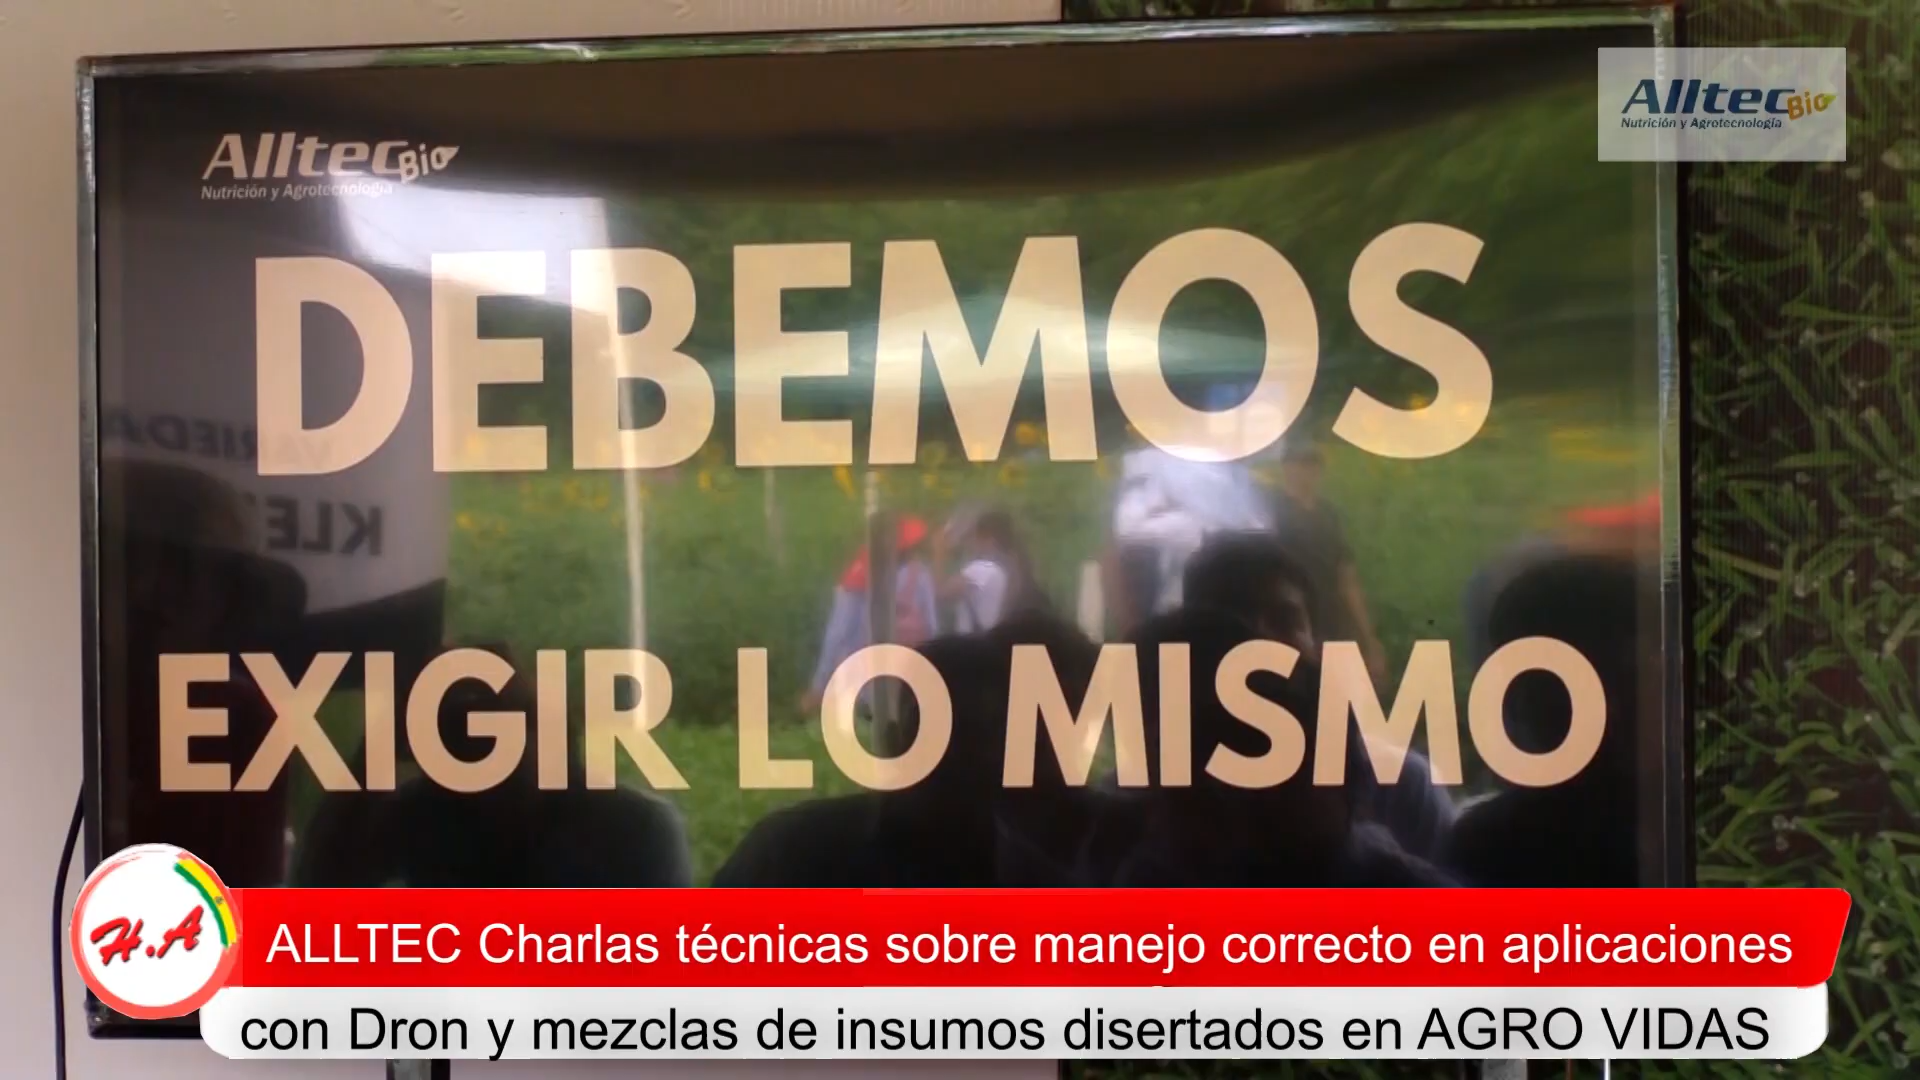 Alltec Bio
Nutrición y Agrotecnología
Alltec Bio
Nutrición y Agrotecnología
DEBEMOS
EXIGIR LO MISMO
H.A
ALLTEC Charlas técnicas sobre manejo correcto en aplicaciones
con Dron y mezclas de insumos disertados en AGRO VIDAS